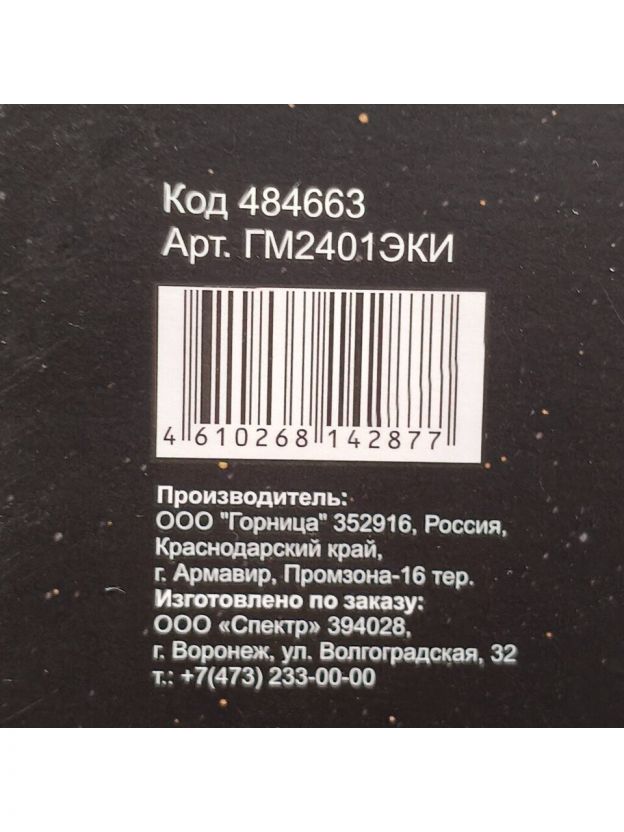 Код 484663
Арт. ГМ2401ЭКИ
4 610268 142877
Производитель:
ООО "Горница" 352916, Россия,
Краснодарский край,
г. Армавир, Промзона-16 тер.
Изготовлено по заказу:
ООО «Спектр» 394028,
г. Воронеж, ул. Волгоградская, 32
т.: +7(473) 233-00-00